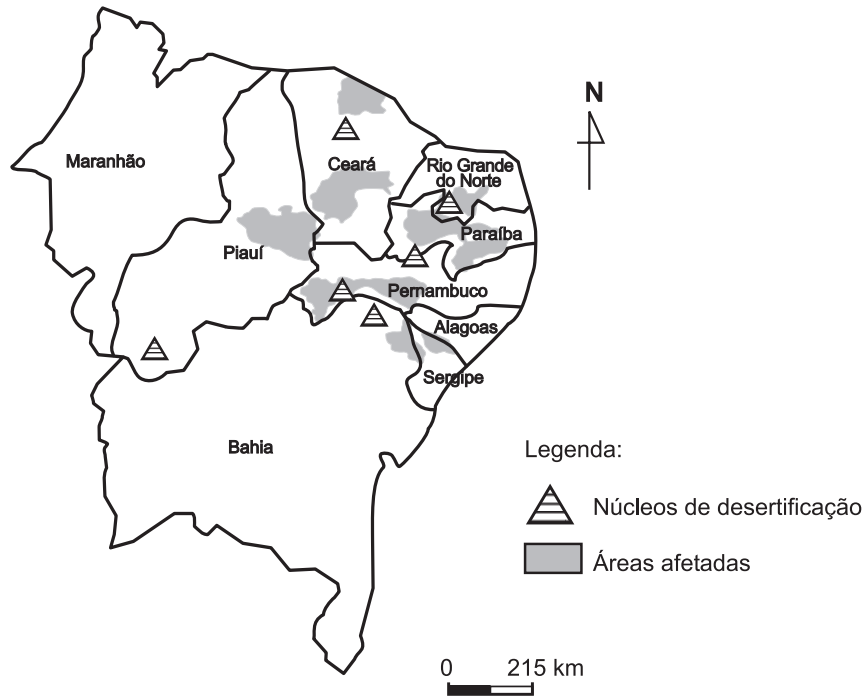 N
Maranhão
Ceará
Rio Grande
do Norte
Paraíba
Piauí
Pernambuco
Alagoas
Sergipe
Bahia
Legenda:
Núcleos de desertificação
Áreas afetadas
0 215 km